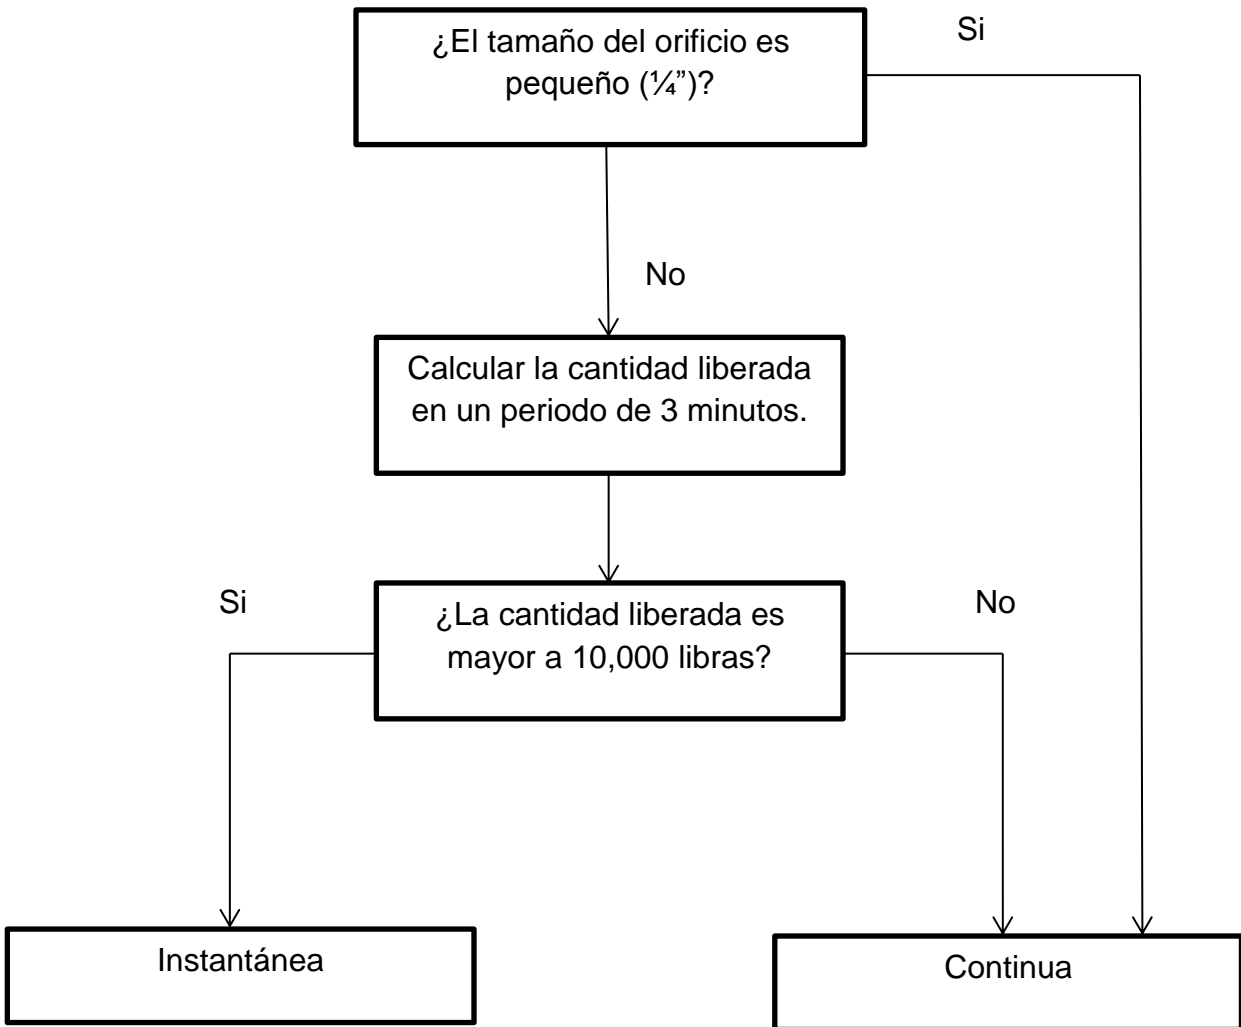 ¿El tamaño del orificio es
pequeño (¼”)?
Si
No
Calcular la cantidad liberada
en un periodo de 3 minutos.
Si
¿La cantidad liberada es
mayor a 10,000 libras?
No
Instantánea
Continua